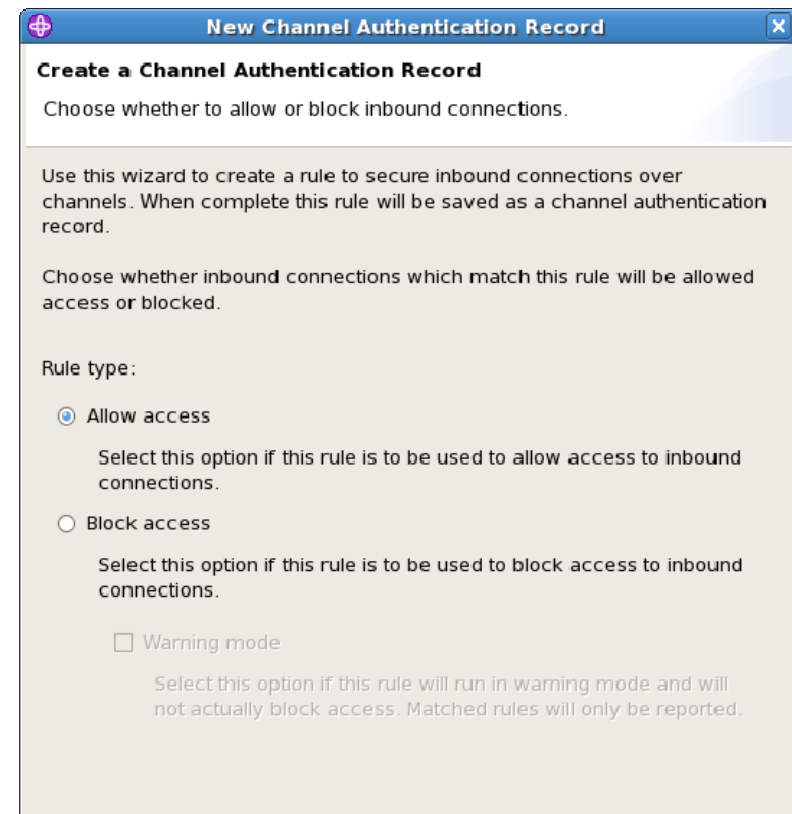 New Channel Authentication Record
Create a Channel Authentication Record
Choose whether to allow or block inbound connections.
Use this wizard to create a rule to secure inbound connections over
channels. When complete this rule will be saved as a channel authentication
record.
Choose whether inbound connections which match this rule will be allowed
access or blocked.
Rule type:
Allow access
Select this option if this rule is to be used to allow access to inbound
connections.
Block access
Select this option if this rule is to be used to block access to inbound
connections.
Warning mode
Select this option if this rule will run in warning mode and will
not actually block access. Matched rules will only be reported.